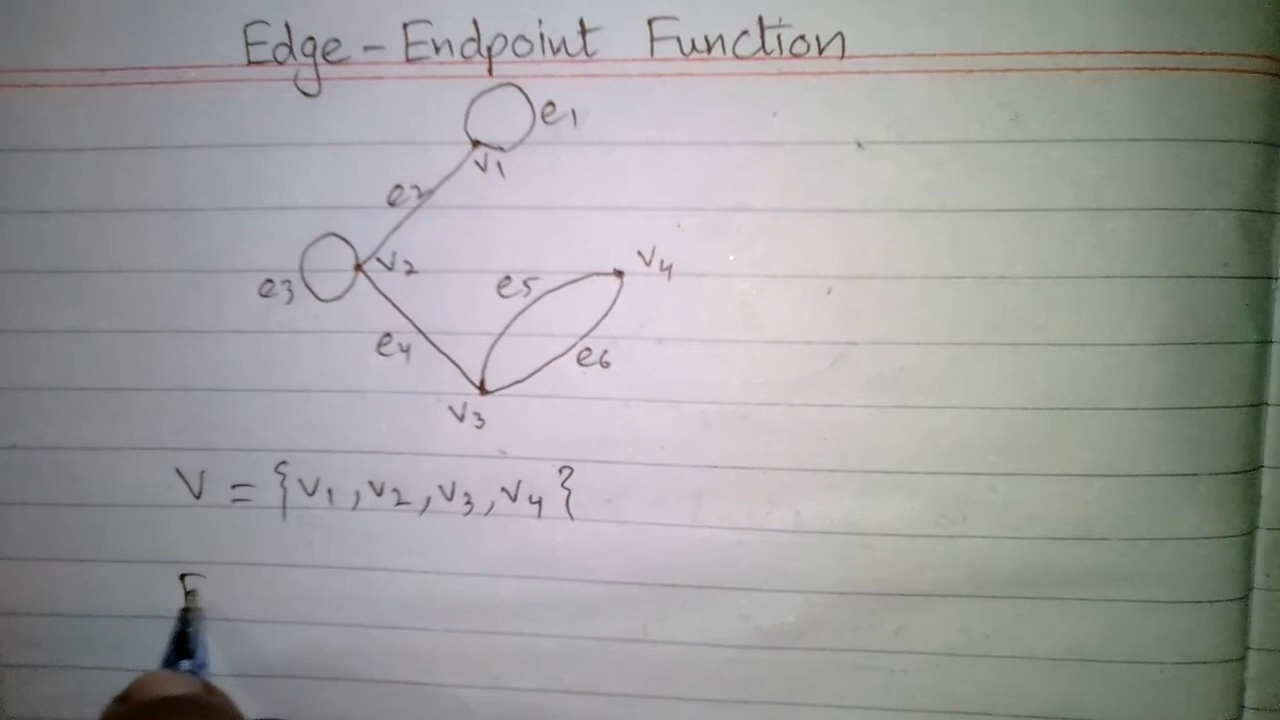 Edge-Endpoint Function
e1
v1
e2
v2
e3
v4
e5
e4
e6
v3
V = {v1, v2, v3, v4}